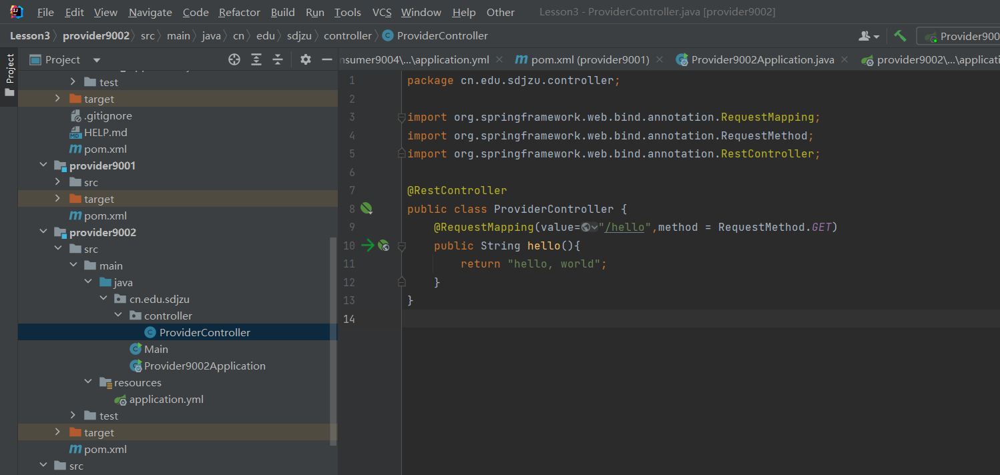 File Edit View Navigate Code Refactor Build Run Tools VCS Window Help Other Lesson3 - ProviderController.java [provider9002]
Lesson3 provider9002 src main java cn edu sdjzu controller ProviderController Provider900
Project
Project
nsumer9004\...\application.yml pom.xml (provider9001) Provider9002Application.java provider9002\...\applicati
test
target
.gitignore
HELP.md
pom.xml
provider9001
src
target
pom.xml
provider9002
src
main
java
cn.edu.sdjzu
controller
ProviderController
Main
Provider9002Application
resources
application.yml
test
target
pom.xml
src
1 package cn.edu.sdjzu.controller;
2
3 import org.springframework.web.bind.annotation.RequestMapping;
4 import org.springframework.web.bind.annotation.RequestMethod;
5 import org.springframework.web.bind.annotation.RestController;
6
7 @RestController
8 public class ProviderController {
9 @RequestMapping(value="/hello",method = RequestMethod.GET)
10 public String hello(){
11 return "hello, world";
12 }
13 }
14